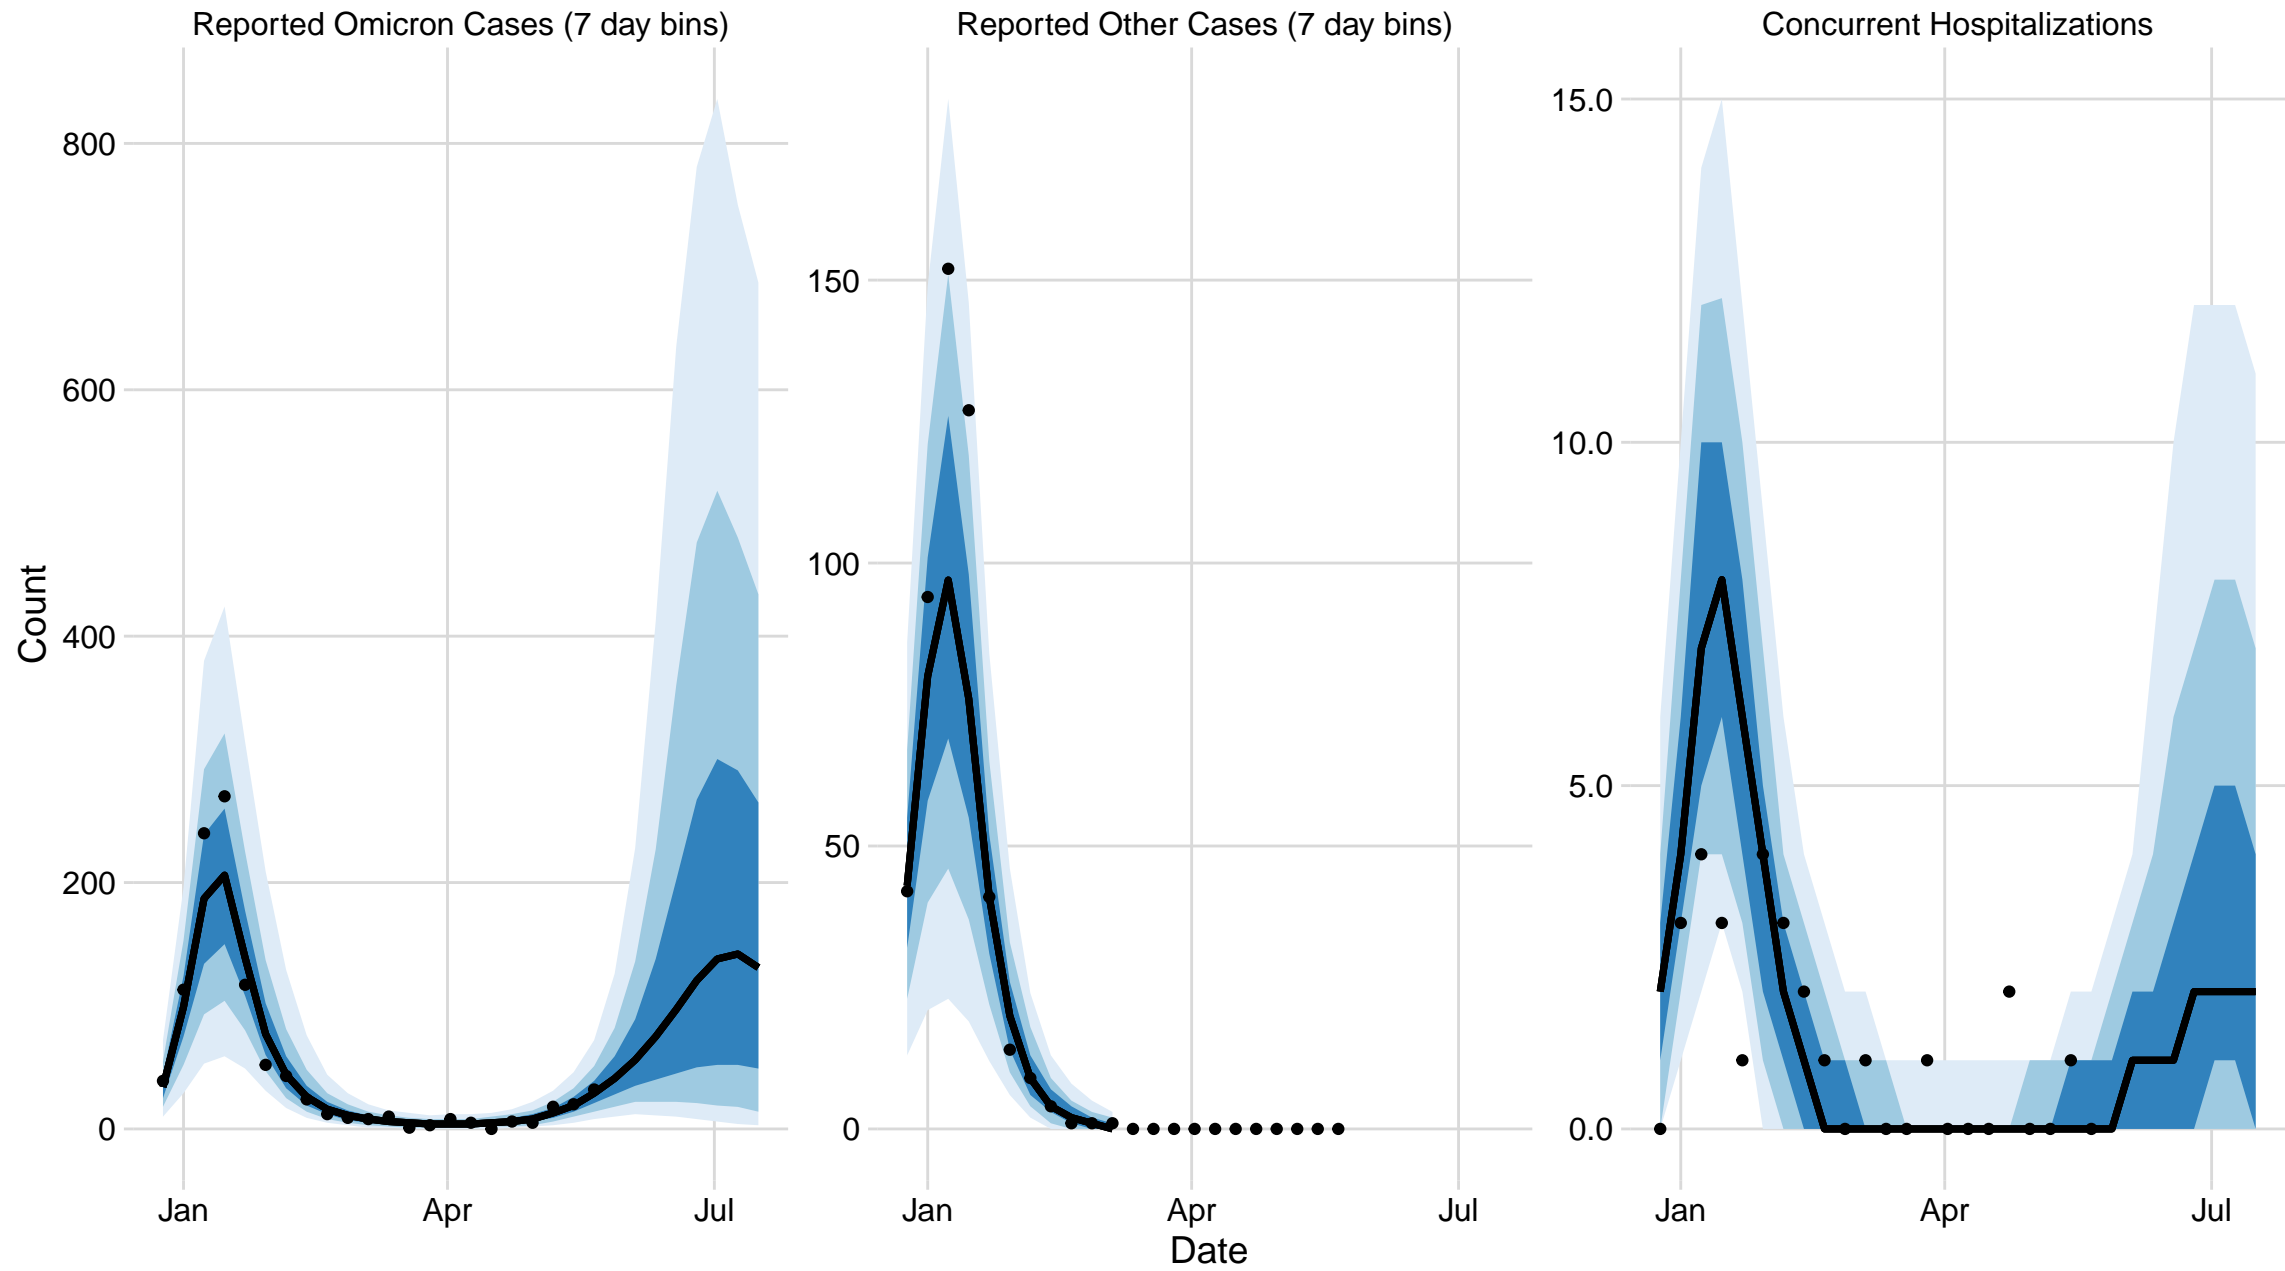 Reported Omicron Cases (7 day bins)
Reported Other Cases (7 day bins)
Concurrent Hospitalizations
Count
800
600
400
200
0
150
100
50
0
15.0
10.0
5.0
0.0
Jan Apr Jul
Jan Apr Jul
Jan Apr Jul
Date